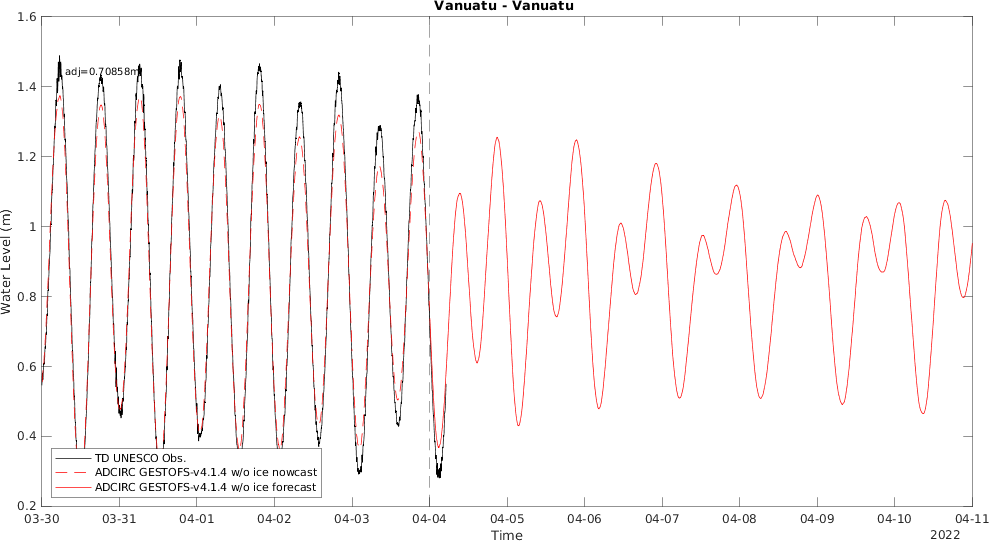 Vanuatu - Vanuatu
1.6
1.4
1.2
1
0.8
0.6
0.4
0.2
Water Level (m)
adj=0.70858m
TD UNESCO Obs.
ADCIRC GESTOFS-v4.1.4 w/o ice nowcast
ADCIRC GESTOFS-v4.1.4 w/o ice forecast
03-30 03-31 04-01 04-02 04-03 04-04 04-05 04-06 04-07 04-08 04-09 04-10 04-11
Time
2022